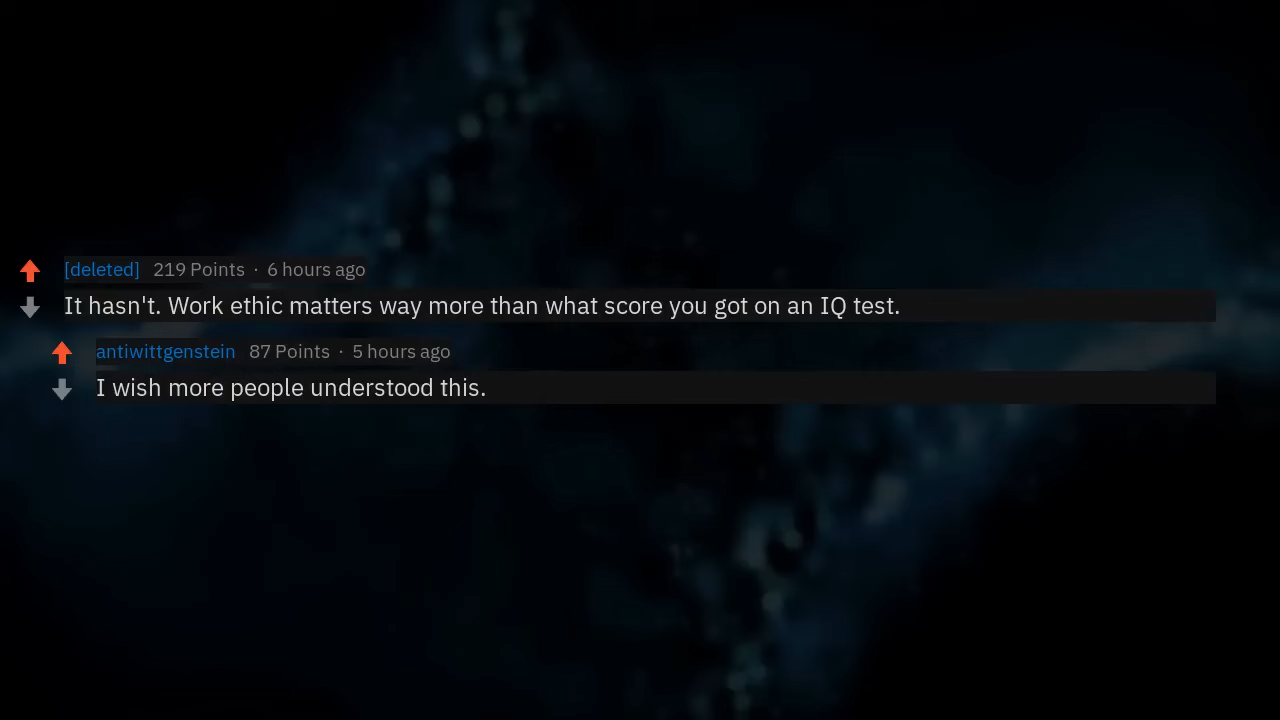 [deleted] 219 Points · 6 hours ago
It hasn't. Work ethic matters way more than what score you got on an IQ test.
antiwittgenstein 87 Points · 5 hours ago
I wish more people understood this.